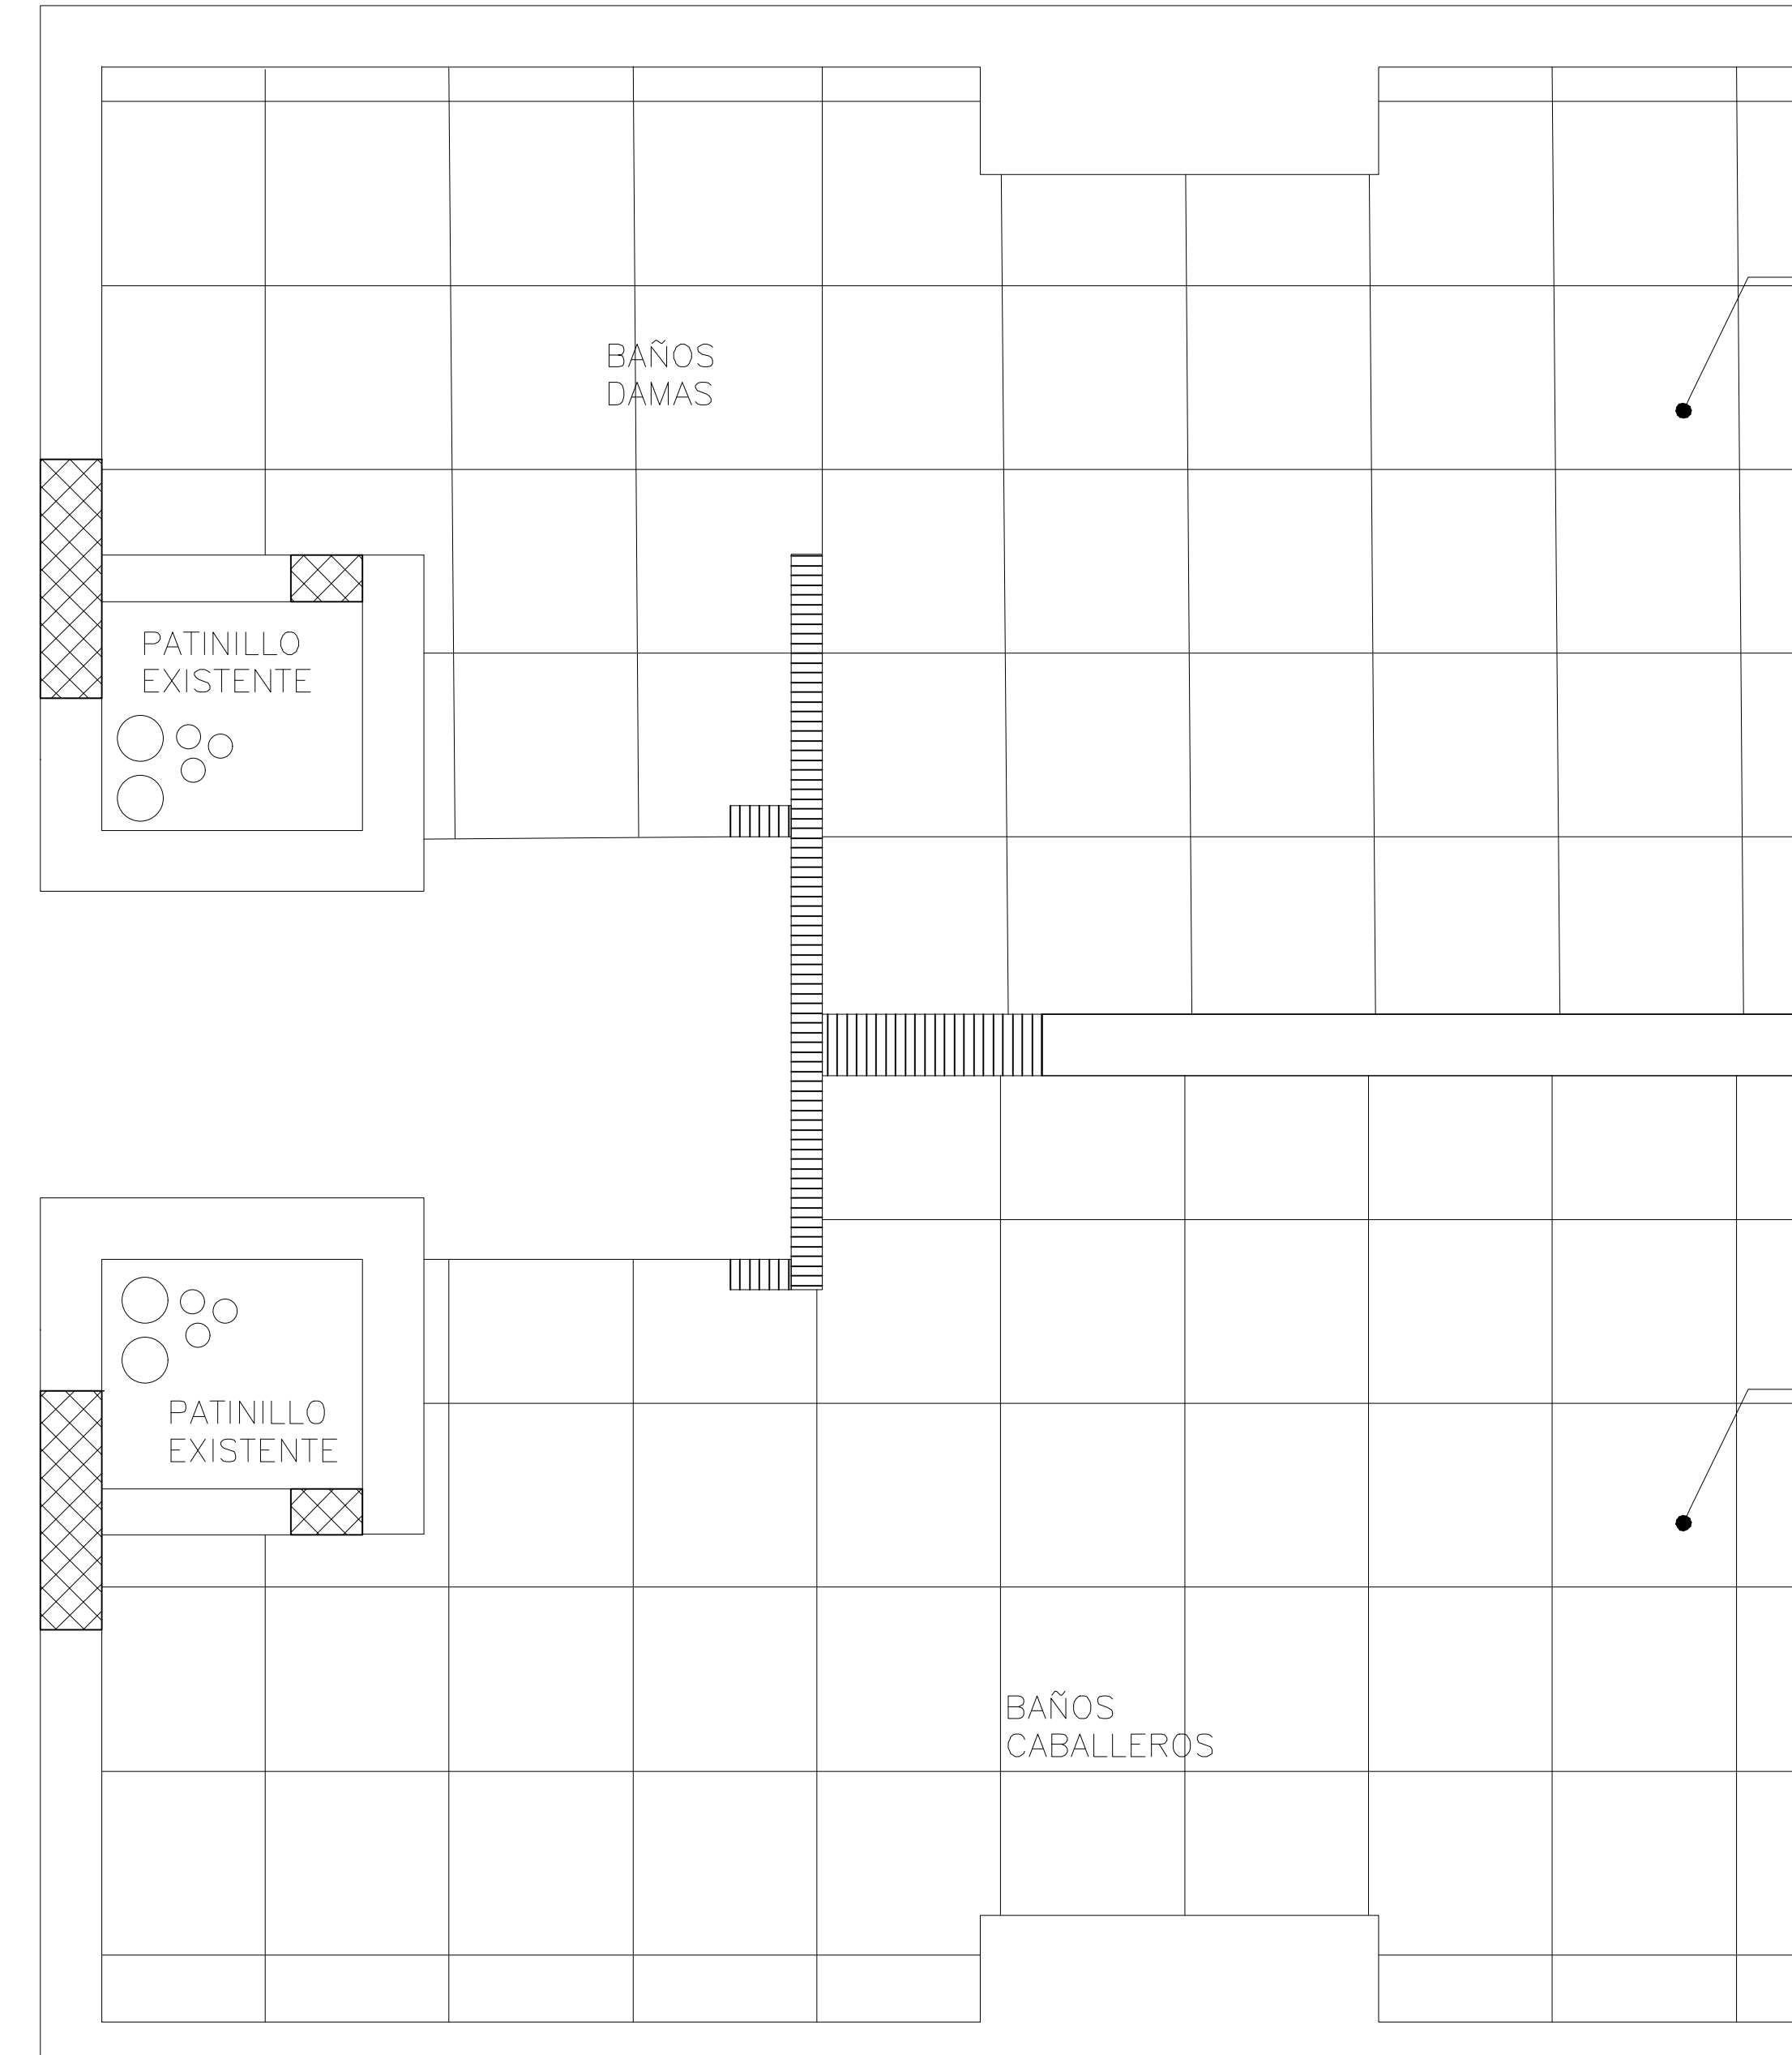 BAÑOS
DAMAS
PATINILLO
EXISTENTE
PATINILLO
EXISTENTE
BAÑOS
CABALLEROS